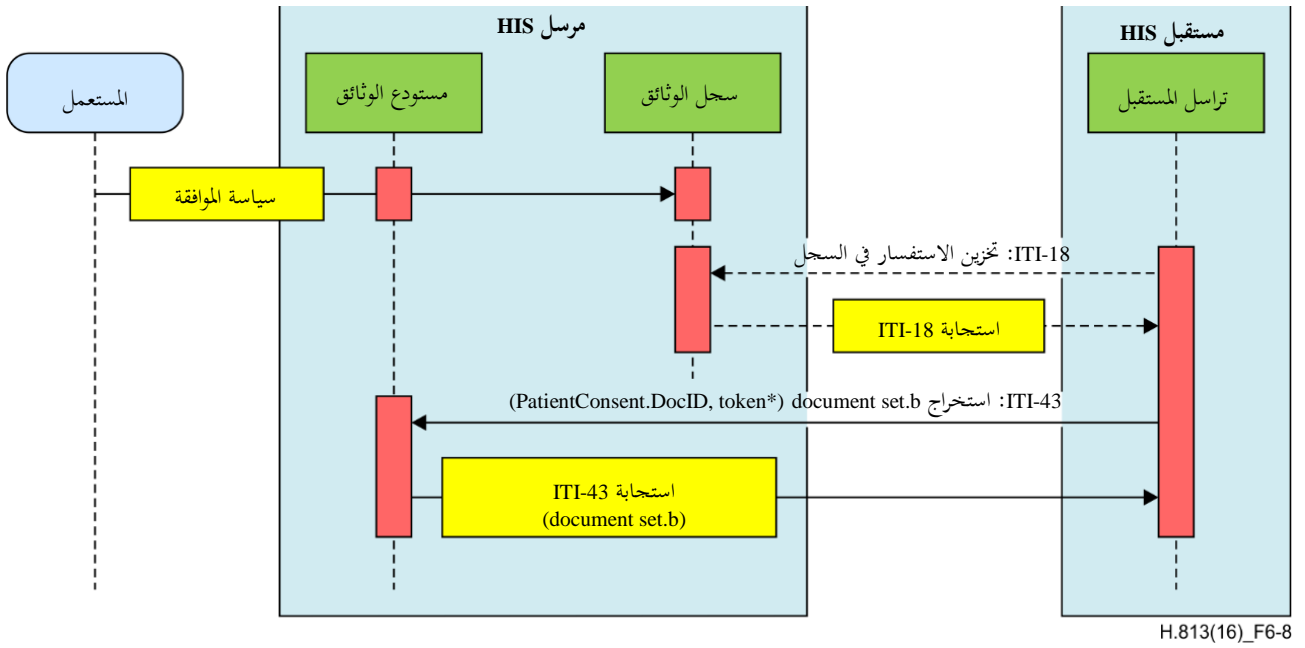 مرسل HIS
مستقبل HIS
المستعمل
مستودع الوثائق
سجل الوثائق
تراسل المستقبل
سياسة الموافقة
ITI-18: تخزين الاستفسار في السجل
استجابة ITI-18
ITI-43: استخراج document set.b (PatientConsent.DocID, token*)
استجابة ITI-43
(document set.b)
H.813(16)_F6-8